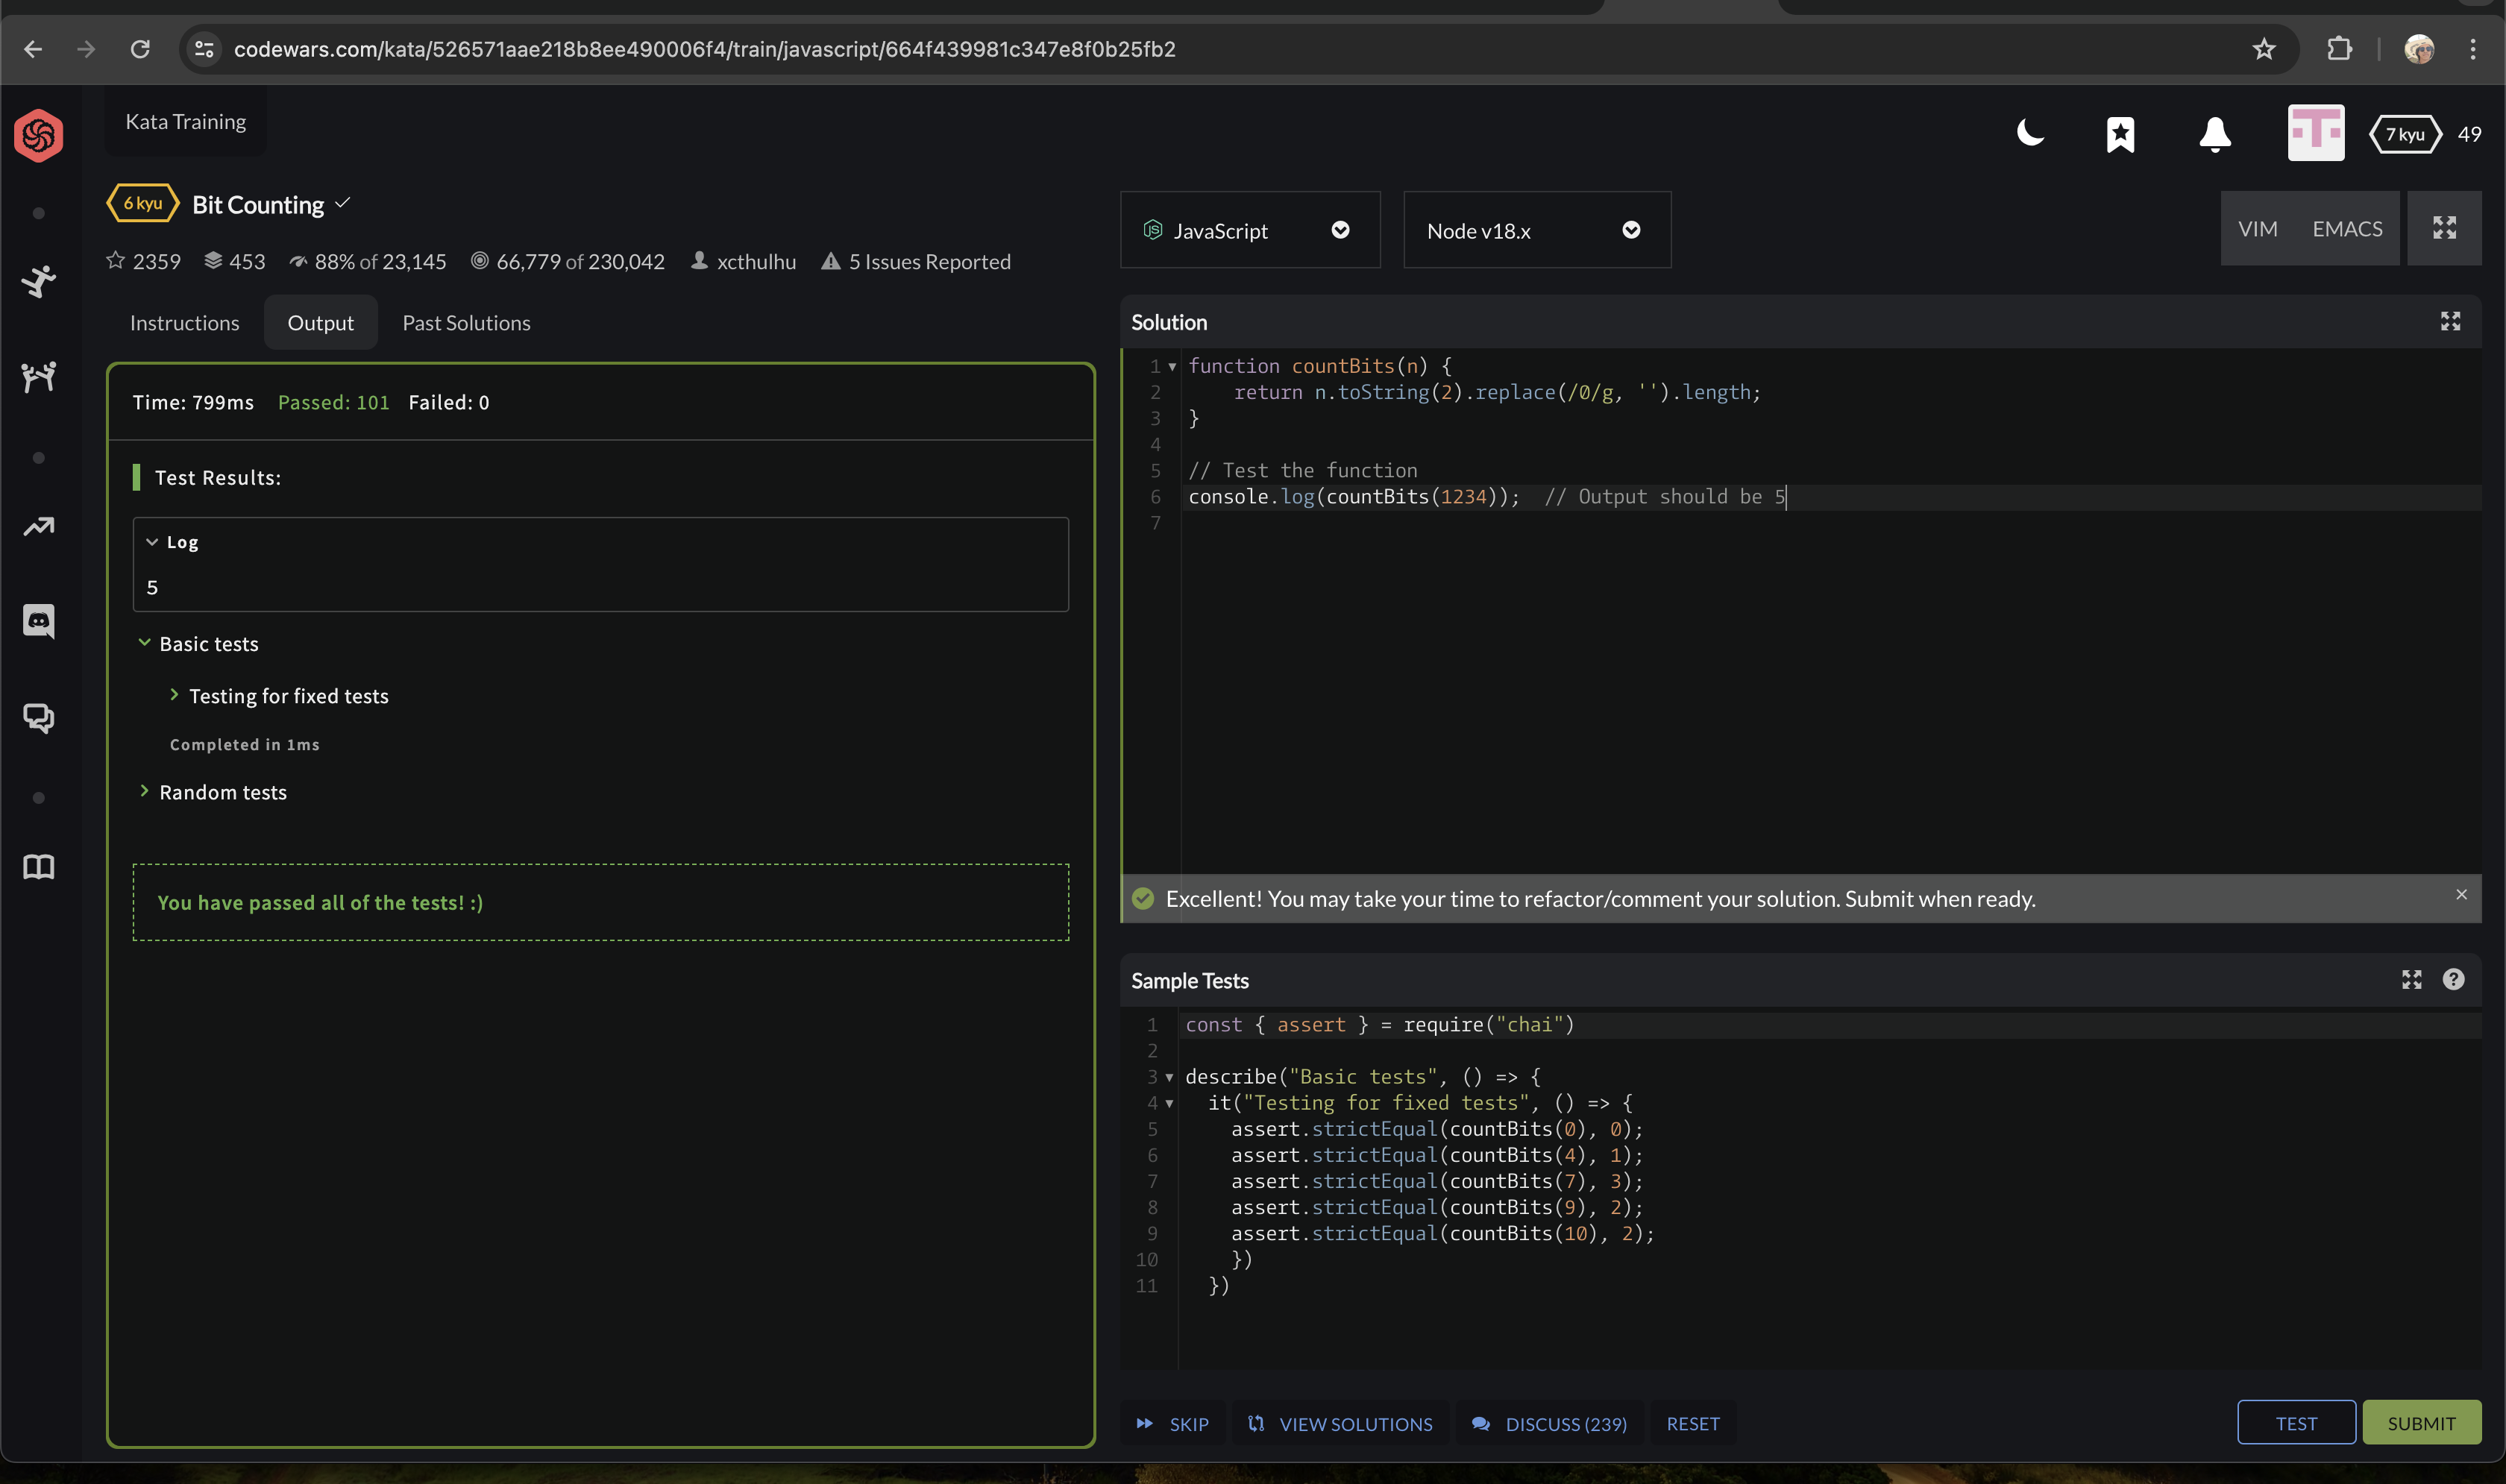 codewars.com/kata/526571aae218b8ee490006f4/train/javascript/664f439981c347e8f0b25fb2
Kata Training
7 kyu 49
6 kyu Bit Counting
2359 453 88% of 23,145 66,779 of 230,042 xcthulhu 5 Issues Reported
JavaScript
Node v18.x
VIM EMACS
Instructions Output Past Solutions
Time: 799ms Passed: 101 Failed: 0
Test Results:
Log
5
Basic tests
Testing for fixed tests
Completed in 1ms
Random tests
You have passed all of the tests! :)
Solution
1 function countBits(n) {
2     return n.toString(2).replace(/0/g, '').length;
3 }
4
5 // Test the function
6 console.log(countBits(1234));  // Output should be 5
7
Excellent! You may take your time to refactor/comment your solution. Submit when ready.
Sample Tests
1 const { assert } = require("chai")
2
3 describe("Basic tests", () => {
4   it("Testing for fixed tests", () => {
5     assert.strictEqual(countBits(0), 0);
6     assert.strictEqual(countBits(4), 1);
7     assert.strictEqual(countBits(7), 3);
8     assert.strictEqual(countBits(9), 2);
9     assert.strictEqual(countBits(10), 2);
10     })
11   })
SKIP VIEW SOLUTIONS DISCUSS (239) RESET TEST SUBMIT